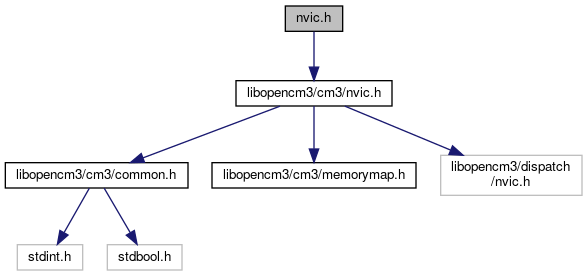 nvic.h
libopencm3/cm3/nvic.h
libopencm3/cm3/common.h
libopencm3/cm3/memorymap.h
libopencm3/dispatch
/nvic.h
stdint.h
stdbool.h